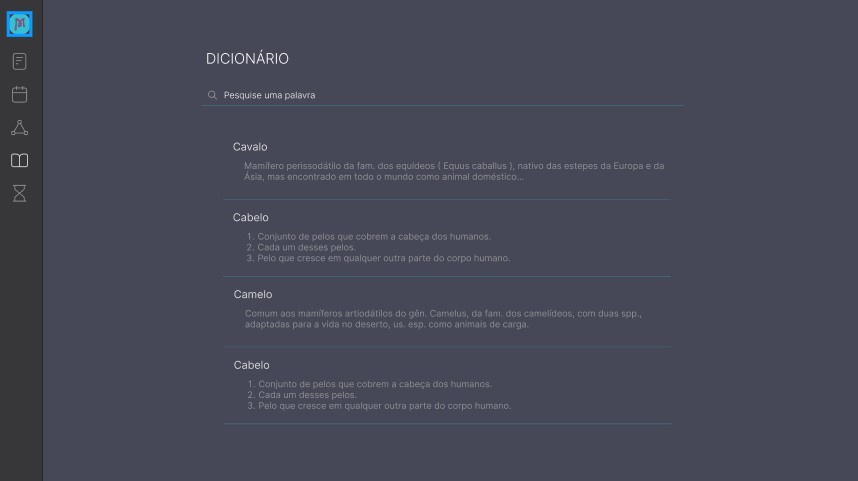 DICIONÁRIO
Pesquise uma palavra
Cavalo
Mamífero perissodátilo da fam. dos equídeos ( Equus caballus ), nativo das estepes da Europa e da
Ásia, mas encontrado em todo o mundo como animal doméstico...
Cabelo
1. Conjunto de pelos que cobrem a cabeça dos humanos.
2. Cada um desses pelos.
3. Pelo que cresce em qualquer outra parte do corpo humano.
Camelo
Comum aos mamíferos artiodátilos do gên. Camelus, da fam. dos camelídeos, com duas spp.,
adaptadas para a vida no deserto, us. esp. como animais de carga.
Cabelo
1. Conjunto de pelos que cobrem a cabeça dos humanos.
2. Cada um desses pelos.
3. Pelo que cresce em qualquer outra parte do corpo humano.